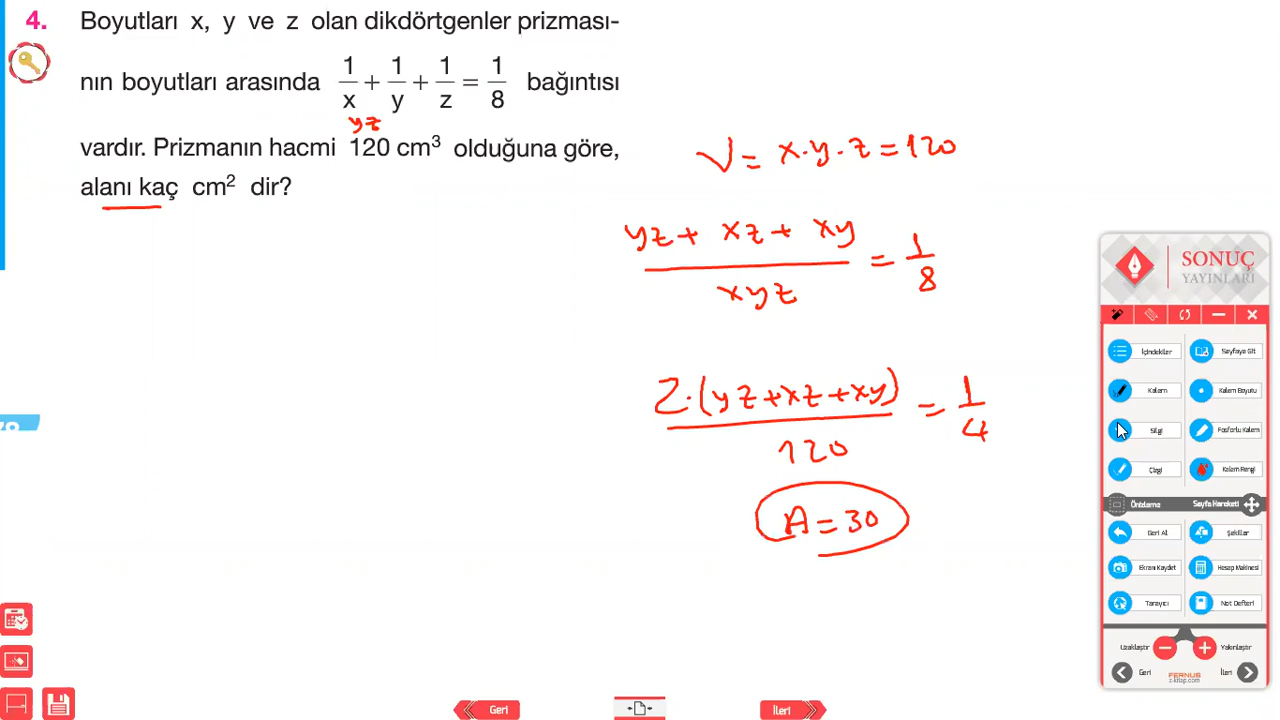 4. Boyutları x, y ve z olan dikdörtgenler prizması-
nın boyutları arasında 1/x + 1/y + 1/z = 1/8 bağıntısı
yz
vardır. Prizmanın hacmi 120 cm³ olduğuna göre,
alanı kaç cm² dir?
V = x.y.z = 120
yz + xz + xy / xyz = 1/8
2.(yz+xz+xy) / 120 = 1/4
A = 30
SONUÇ
YAYINLARI
İçindekiler
Sayfaya Git
Kalem
Kalem Boyutu
Silgi
Fosforlu Kalem
Çizgi
Kalem Rengi
Önizleme
Sayfa Hareketi
Geri Al
Şekiller
Ekranı Kaydet
Hesap Makinesi
Tarayıcı
Not Defteri
Uzaklaştır
Yakınlaştır
Geri
İleri
FERNUS
z-kitap.com
Geri
İleri